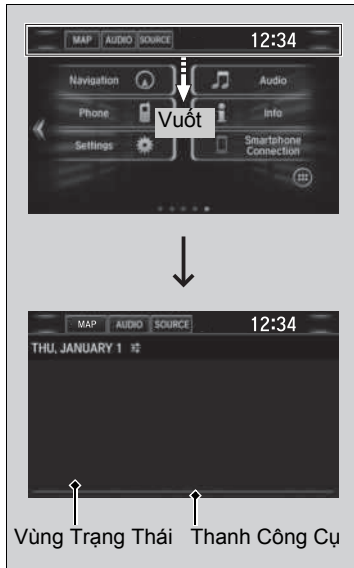 MAP AUDIO SOURCE 12:34
Navigation Audio
Phone Info
Vuốt
Settings Smartphone
Connection
MAP AUDIO SOURCE 12:34
THU, JANUARY 1
Vùng Trạng Thái Thanh Công Cụ